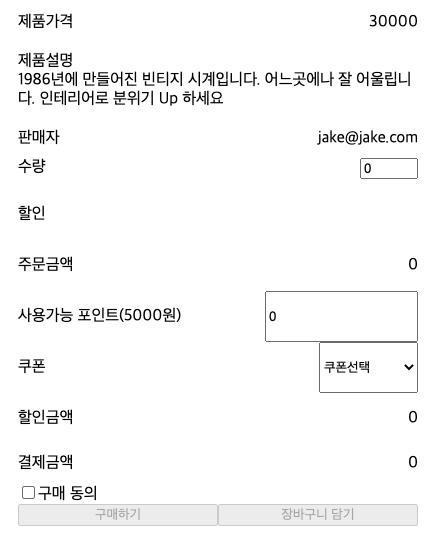 제품가격 30000
제품설명
1986년에 만들어진 빈티지 시계입니다. 어느곳에나 잘 어울립니
다. 인테리어로 분위기 Up 하세요
판매자 jake@jake.com
수량 0
할인
주문금액 0
사용가능 포인트(5000원) 0
쿠폰 쿠폰선택
할인금액 0
결제금액 0
구매 동의
구매하기 장바구니 담기